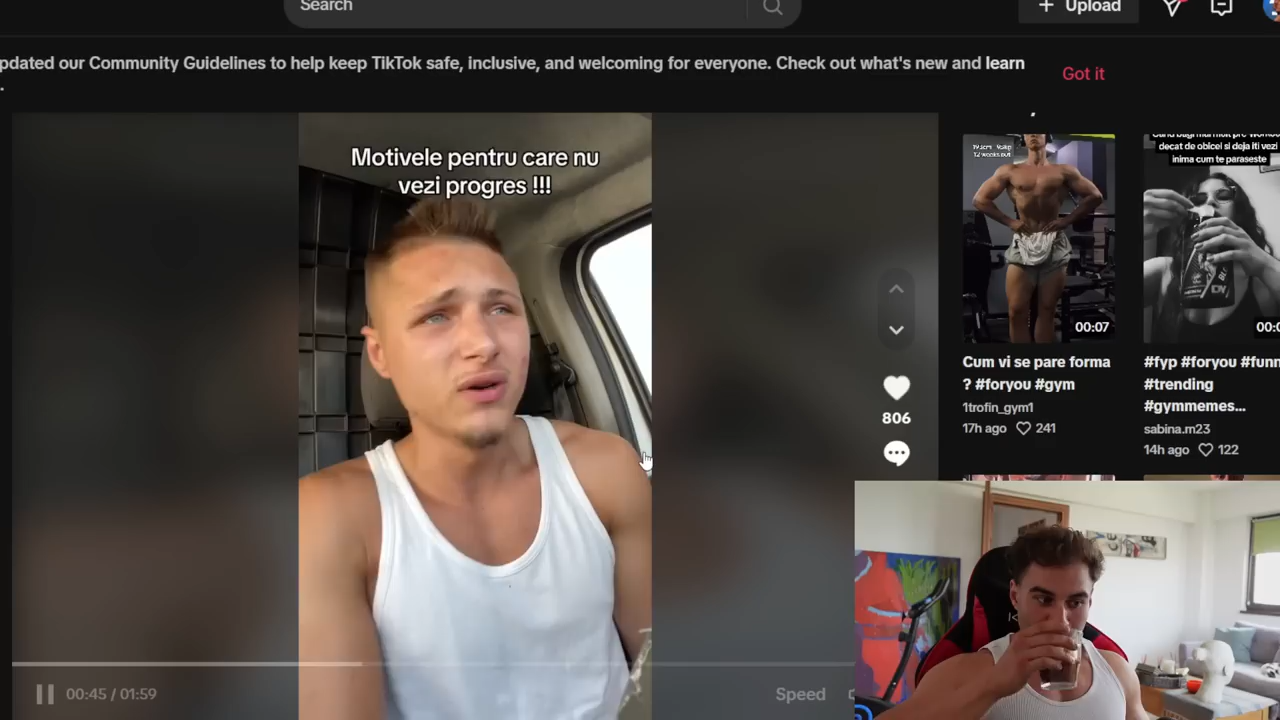 Search
Upload
pdated our Community Guidelines to help keep TikTok safe, inclusive, and welcoming for everyone. Check out what's new and learn
.
Got it
Motivele pentru care nu
vezi progres !!!
806
00:45 / 01:59
Speed
12 weeks out
00:07
Cum vi se pare forma
? #foryou #gym
1trofin_gym1
17h ago 241
decat de obicei si deja iti vezi
inima cum te paraseste
#fyp #foryou #funn
#trending
#gymmemes...
sabina.m23
14h ago 122